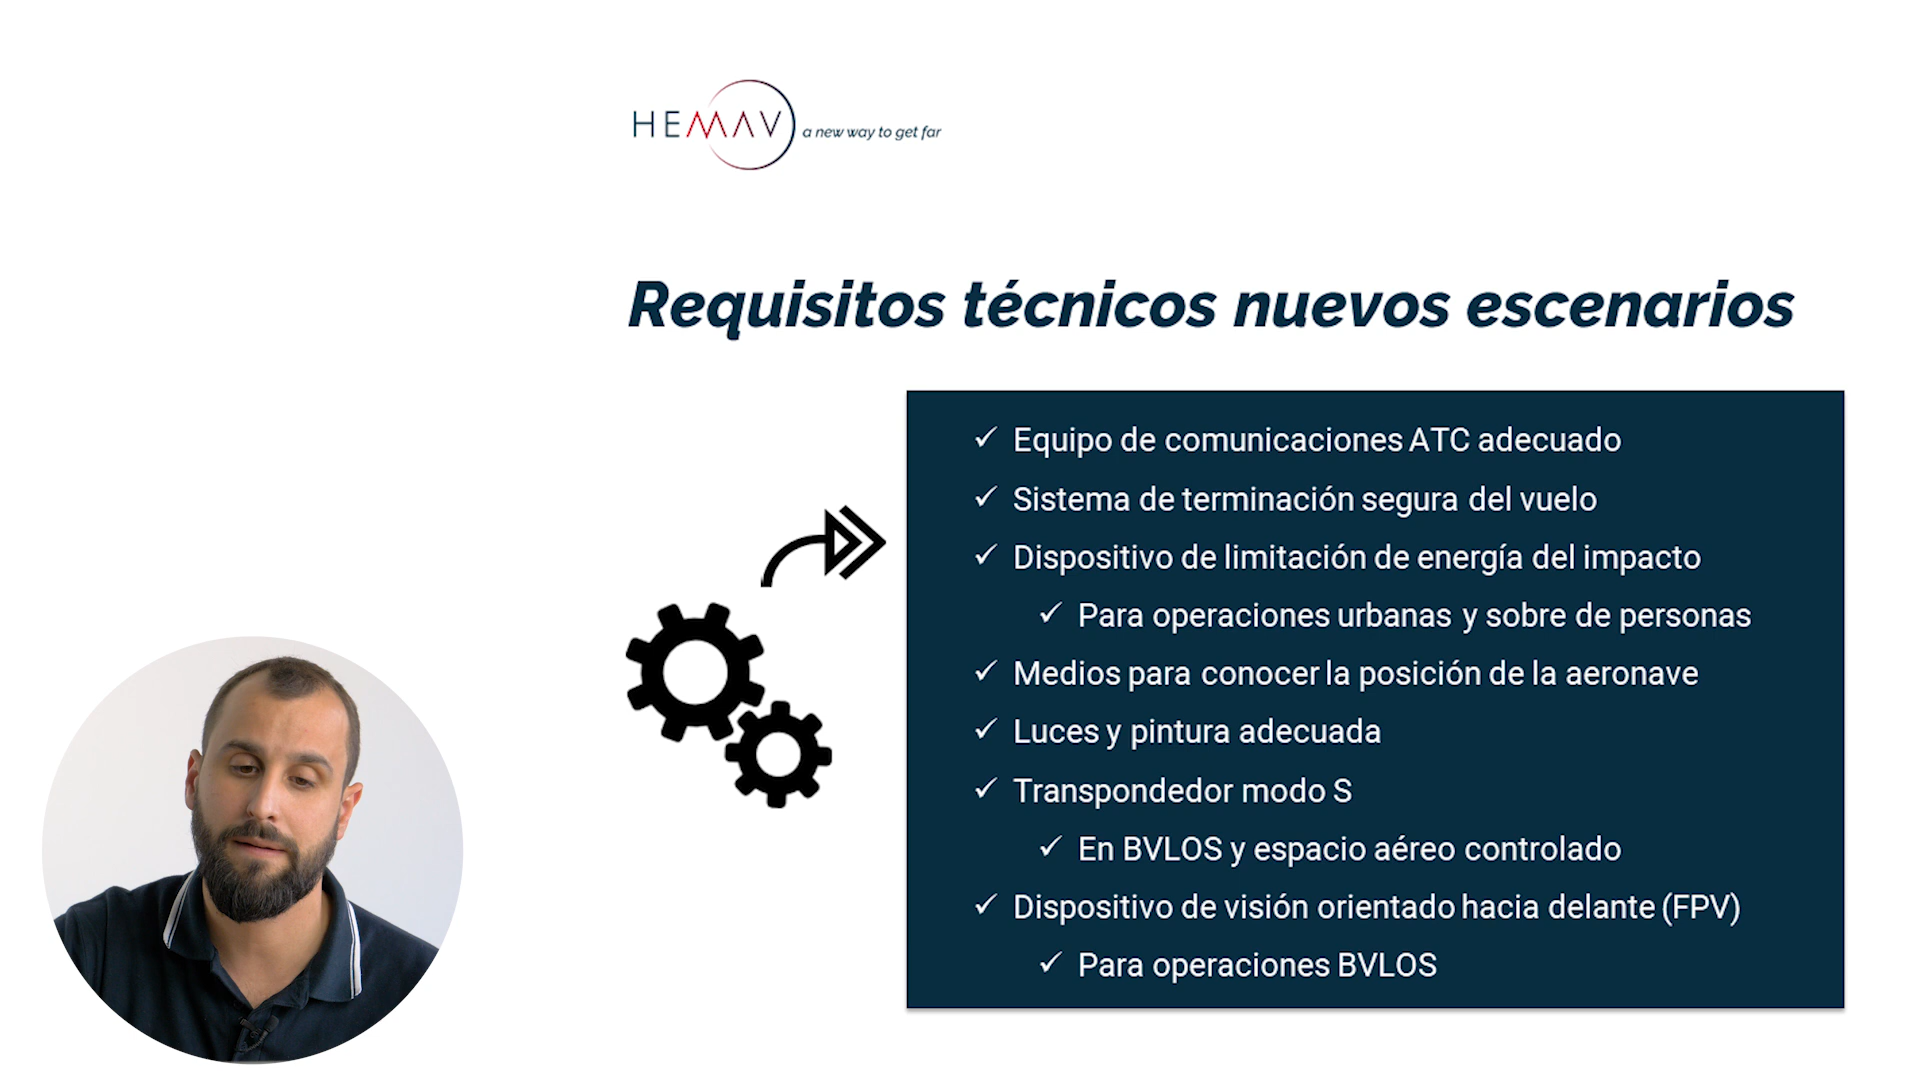 HEMAV a new way to get far
Requisitos técnicos nuevos escenarios
✓ Equipo de comunicaciones ATC adecuado
✓ Sistema de terminación segura del vuelo
✓ Dispositivo de limitación de energía del impacto
✓ Para operaciones urbanas y sobre de personas
✓ Medios para conocer la posición de la aeronave
✓ Luces y pintura adecuada
✓ Transpondedor modo S
✓ En BVLOS y espacio aéreo controlado
✓ Dispositivo de visión orientado hacia delante (FPV)
✓ Para operaciones BVLOS